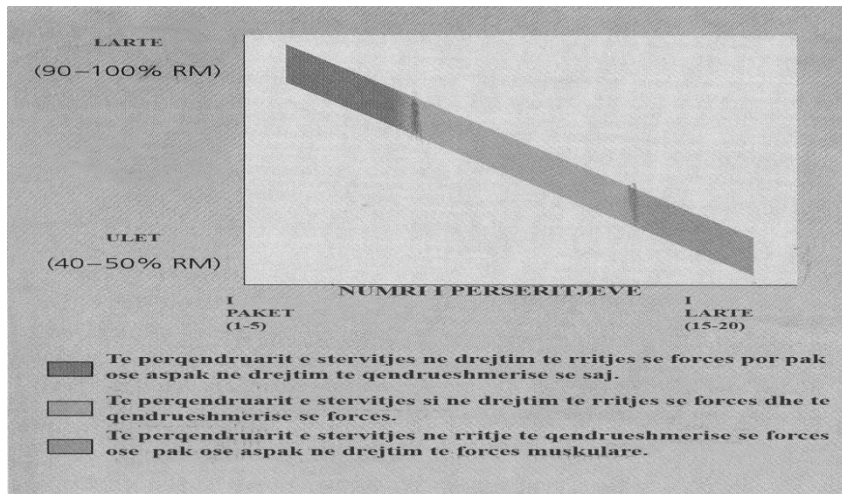 LARTE
(90–100% RM)
ULET
(40–50% RM)
NUMRI I PERSERITJEVE
I
PAKET
(1-5)
I
LARTE
(15-20)
Te perqendruarit e stervitjes ne drejtim te rritjes se forces por pak
ose aspak ne drejtim te qendrueshmerise se saj.
Te perqendruarit e stervitjes si ne drejtim te rritjes se forces dhe te
qendrueshmerise se forces.
Te perqendruarit e stervitjes ne rritje te qendrueshmerise se forces
ose pak ose aspak ne drejtim te forces muskulare.